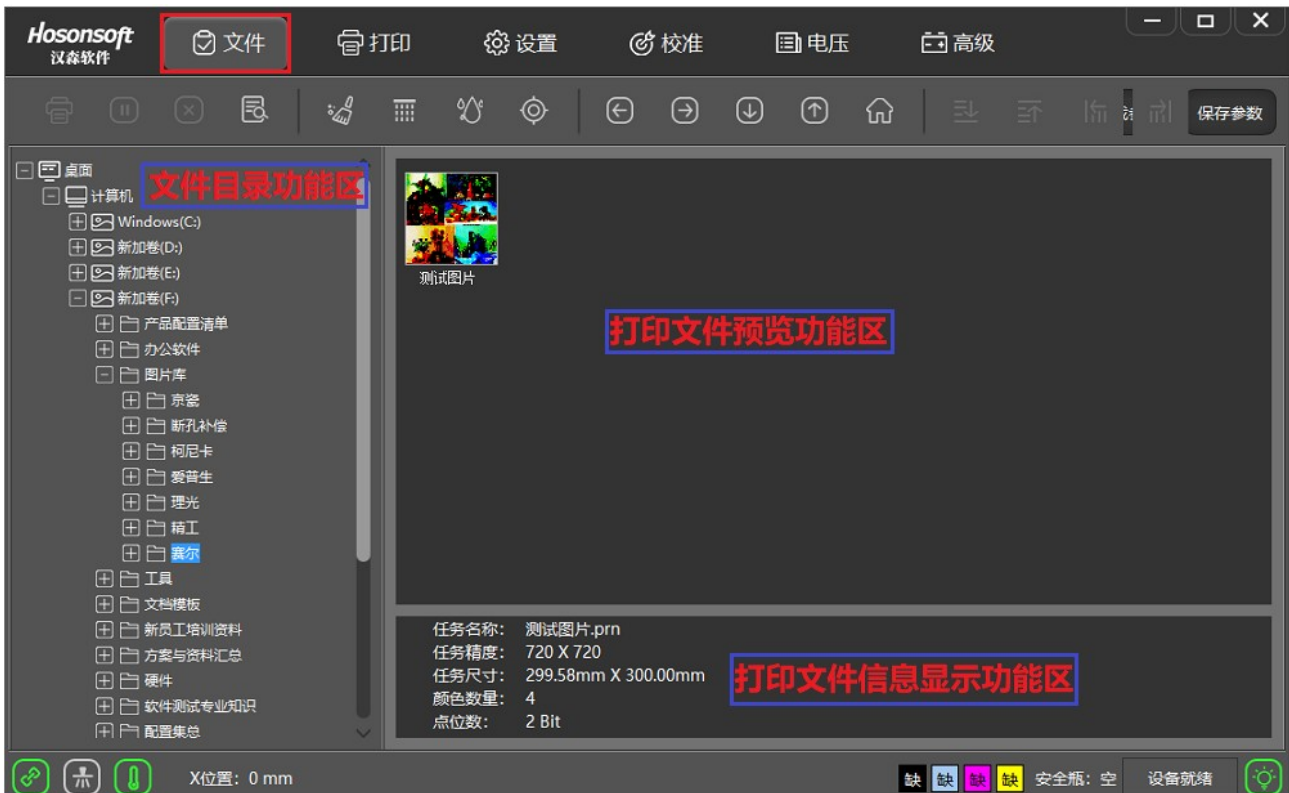 Hosonsoft
汉森软件
文件
打印
设置
校准
电压
高级
保存参数
桌面
计算机
文件目录功能区
Windows(C:)
新加卷(D:)
新加卷(E:)
新加卷(F:)
产品配置清单
办公软件
图片库
京瓷
断孔补偿
柯尼卡
爱普生
理光
精工
赛尔
工具
文档模板
新员工培训资料
方案与资料汇总
硬件
软件测试专业知识
配置集总
测试图片
打印文件预览功能区
任务名称: 测试图片.prn
任务精度: 720 X 720
任务尺寸: 299.58mm X 300.00mm
颜色数量: 4
点位数: 2 Bit
打印文件信息显示功能区
X位置: 0 mm
缺 缺 缺 缺 安全瓶: 空 设备就绪